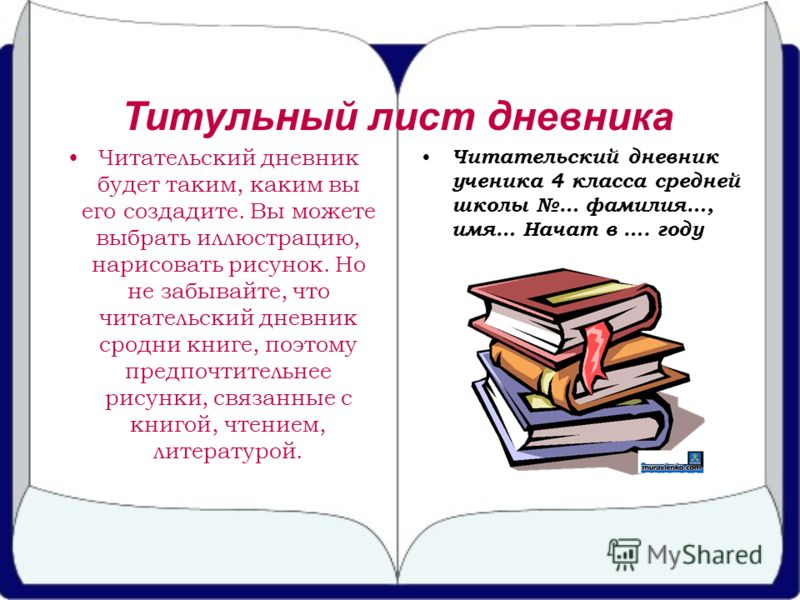 Титульный лист дневника
• Читательский дневник
будет таким, каким вы
его создадите. Вы можете
выбрать иллюстрацию,
нарисовать рисунок. Но
не забывайте, что
читательский дневник
сродни книге, поэтому
предпочтительнее
рисунки, связанные с
книгой, чтением,
литературой.
• Читательский дневник
ученика 4 класса средней
школы №... фамилия...,
имя... Начат в .... году
muravlenko.com
MyShared